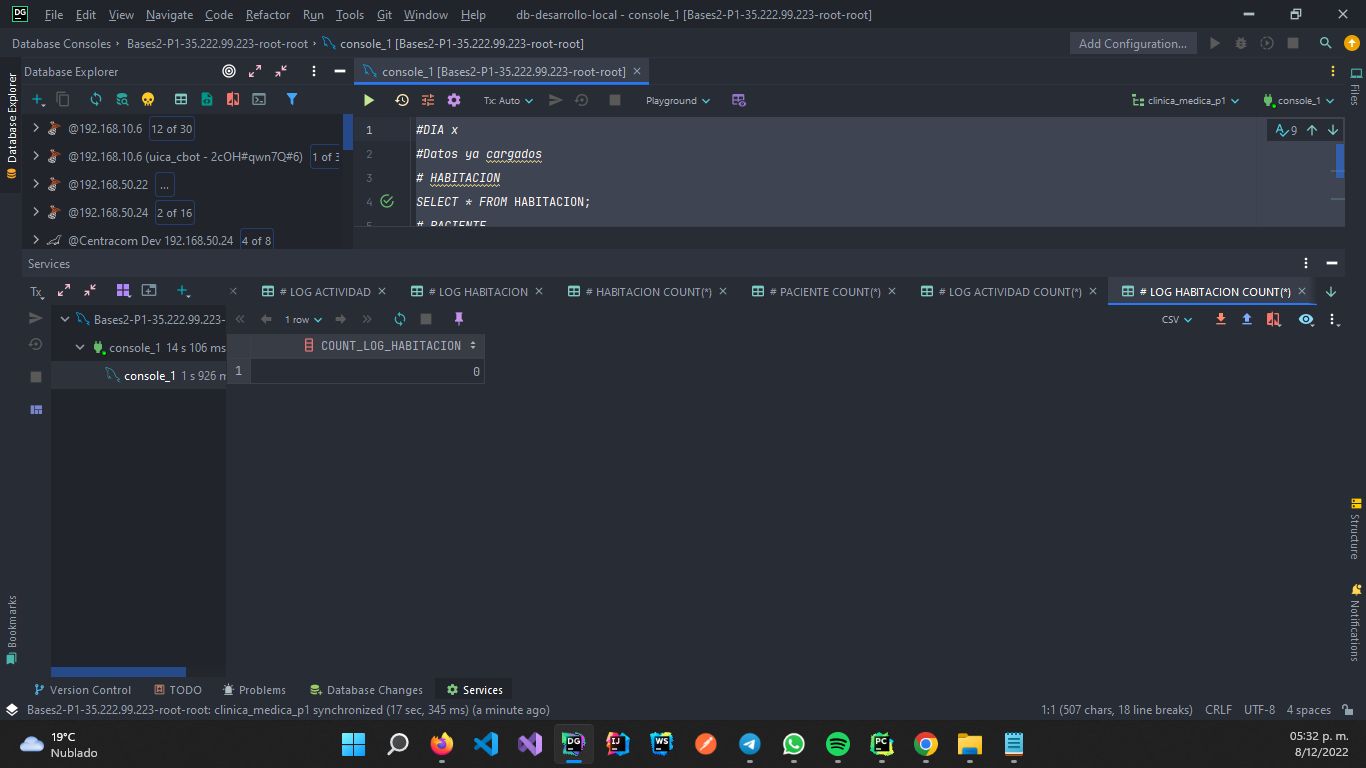 DG File Edit View Navigate Code Refactor Run Tools Git Window Help db-desarrollo-local - console_1 [Bases2-P1-35.222.99.223-root-root]
Database Consoles Bases2-P1-35.222.99.223-root-root console_1 [Bases2-P1-35.222.99.223-root-root] Add Configuration...
Database Explorer
console_1 [Bases2-P1-35.222.99.223-root-root]
Database Explorer
Files
Tx: Auto Playground clinica_medica_p1 console_1
@192.168.10.6 12 of 30
@192.168.10.6 (uica_cbot - 2cOH#qwn7Q#6) 1 of 3
@192.168.50.22 ...
@192.168.50.24 2 of 16
@Centracom Dev 192.168.50.24 4 of 8
1 #DIA x
2 #Datos ya cargados
3 # HABITACION
4 SELECT * FROM HABITACION;
5 # PACIENTE
9
Services
Tx
# LOG ACTIVIDAD # LOG HABITACION # HABITACION COUNT(*) # PACIENTE COUNT(*) # LOG ACTIVIDAD COUNT(*) # LOG HABITACION COUNT(*)
Bases2-P1-35.222.99.223-
console_1 14 s 106 ms
console_1 1 s 926 m
1 row CSV
COUNT_LOG_HABITACION
1 0
Structure
Notifications
Bookmarks
Version Control TODO Problems Database Changes Services
Bases2-P1-35.222.99.223-root-root: clinica_medica_p1 synchronized (17 sec, 345 ms) (a minute ago) 1:1 (507 chars, 18 line breaks) CRLF UTF-8 4 spaces
19°C
Nublado
DG IJ WS PC
05:32 p. m.
8/12/2022